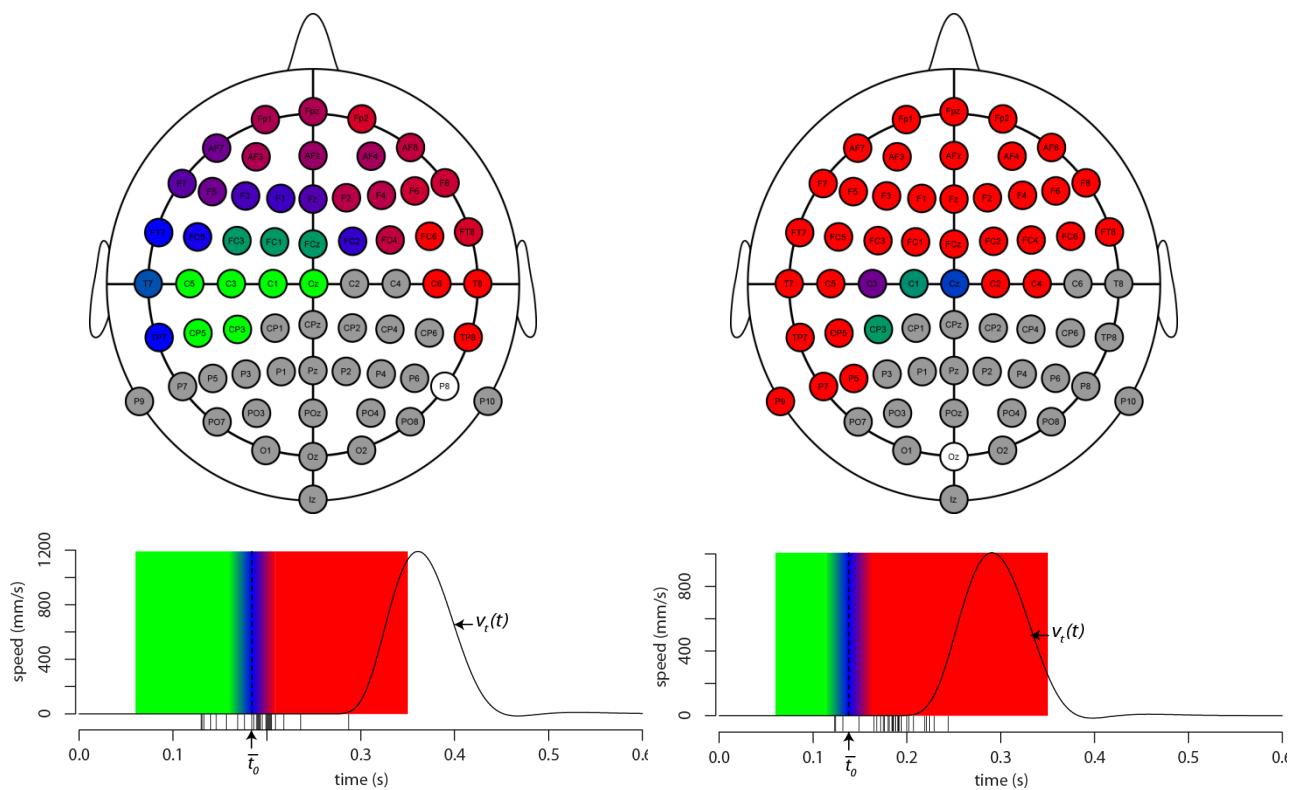 Fp1 Fpz Fp2
AF7 AF3 AFz AF4 AF8
F7 F5 F3 F1 Fz F2 F4 F6 F8
FT7 FC5 FC3 FC1 FCz FC2 FC4 FC6 FT8
T7 C5 C3 C1 Cz C2 C4 C6 T8
TP7 CP5 CP3 CP1 CPz CP2 CP4 CP6 TP8
P9 P7 P5 P3 P1 Pz P2 P4 P6 P8 P10
PO7 PO3 POz PO4 PO8
O1 Oz O2
Iz
speed (mm/s)
1200
800
400
0
v_t(t)
0.0 0.1 0.3 0.4 0.5 0.6
t̄_0
time (s)
Fp1 Fpz Fp2
AF7 AF3 AFz AF4 AF8
F7 F5 F3 F1 Fz F2 F4 F6 F8
FT7 FC5 FC3 FC1 FCz FC2 FC4 FC6 FT8
T7 C5 C3 C1 Cz C2 C4 C6 T8
TP7 CP5 CP3 CP1 CPz CP2 CP4 CP6 TP8
P9 P7 P5 P3 P1 Pz P2 P4 P6 P8 P10
PO7 PO3 POz PO4 PO8
O1 Oz O2
Iz
speed (mm/s)
800
400
0
v_t(t)
0.0 0.1 0.2 0.3 0.4 0.5 0.6
t̄_0
time (s)